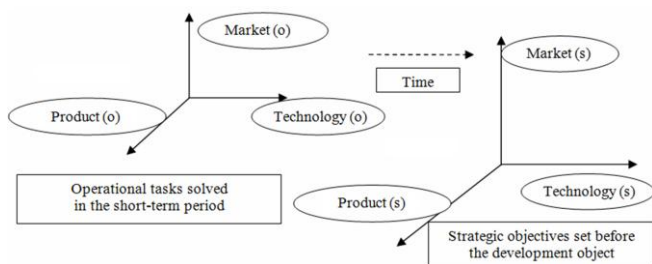 Market (o)
Product (o)
Technology (o)
Operational tasks solved
in the short-term period
Time
Market (s)
Product (s)
Technology (s)
Strategic objectives set before
the development object